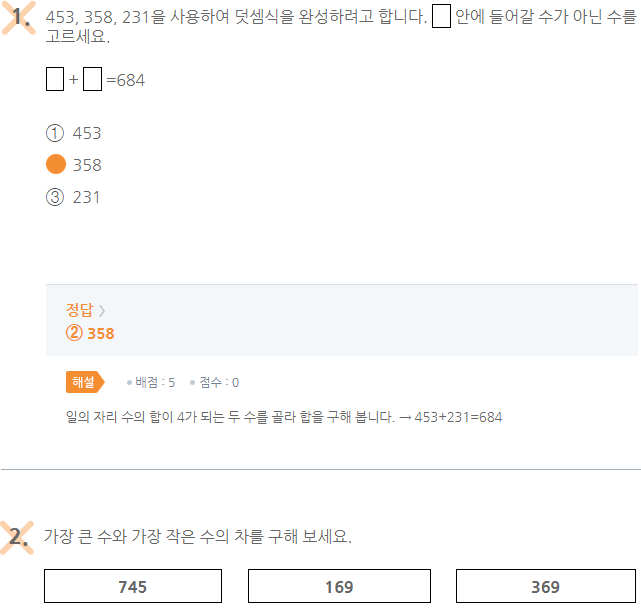 1. 453, 358, 231을 사용하여 덧셈식을 완성하려고 합니다. □ 안에 들어갈 수가 아닌 수를
고르세요.
□ + □ =684
① 453
358
③ 231
정답 〉
② 358
해설 • 배점 : 5 • 점수 : 0
일의 자리 수의 합이 4가 되는 두 수를 골라 합을 구해 봅니다. → 453+231=684
2. 가장 큰 수와 가장 작은 수의 차를 구해 보세요.
745 169 369